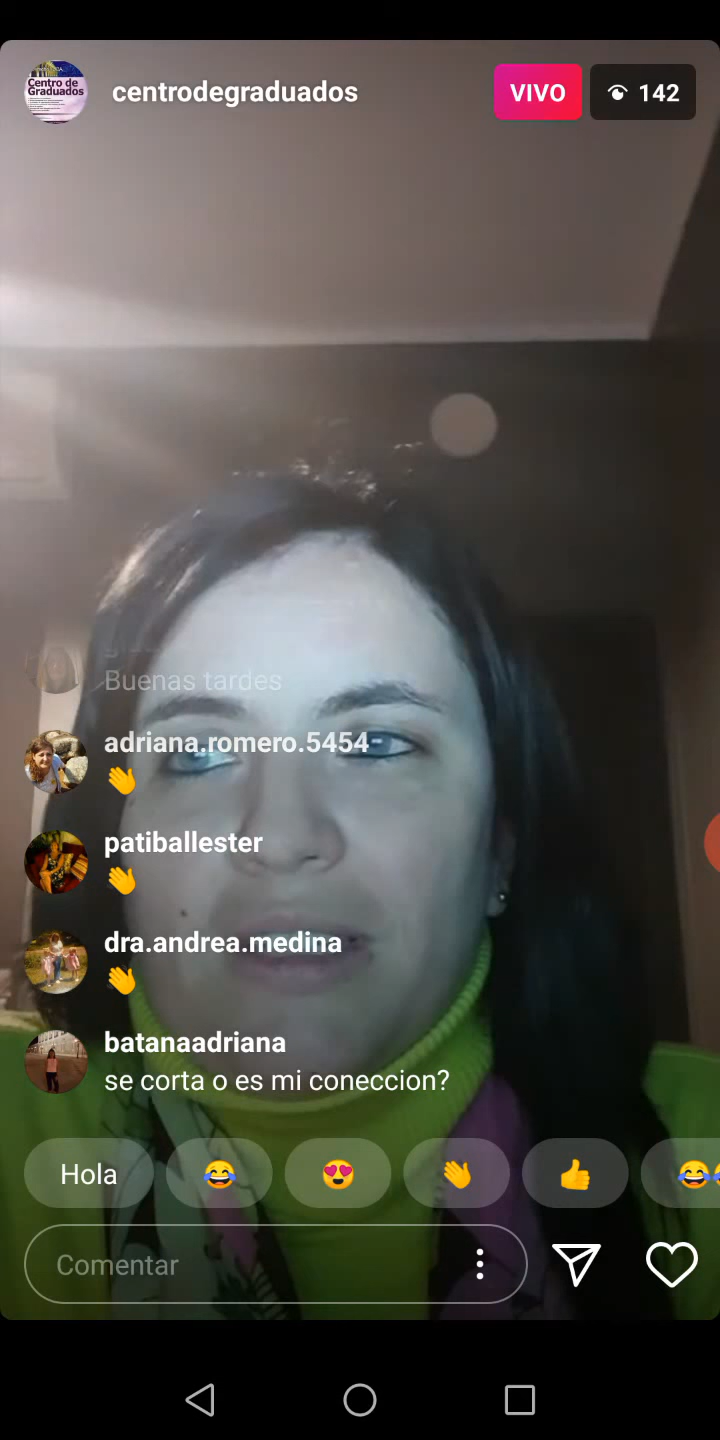 Centro de
Graduados
centrodegraduados
VIVO
142
Buenas tardes
adriana.romero.5454
👋
patiballester
👋
dra.andrea.medina
👋
batanaadriana
se corta o es mi coneccion?
Hola 😂 😍 👋 👍 😂
Comentar